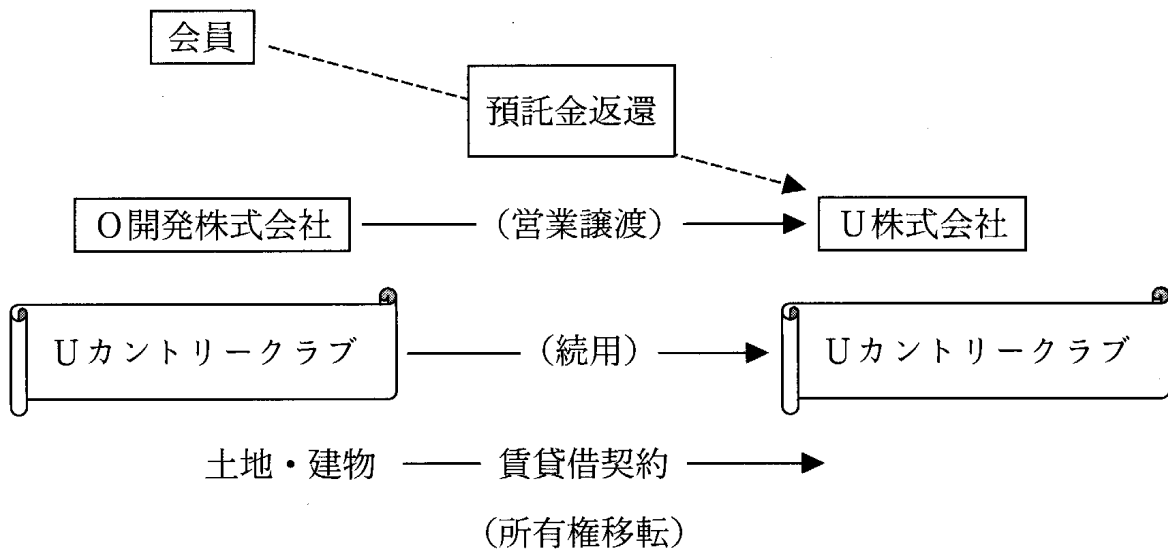 会員
預託金返還
O開発株式会社 (営業譲渡) U株式会社
Uカントリークラブ (続用) Uカントリークラブ
土地・建物 賃貸借契約
(所有権移転)